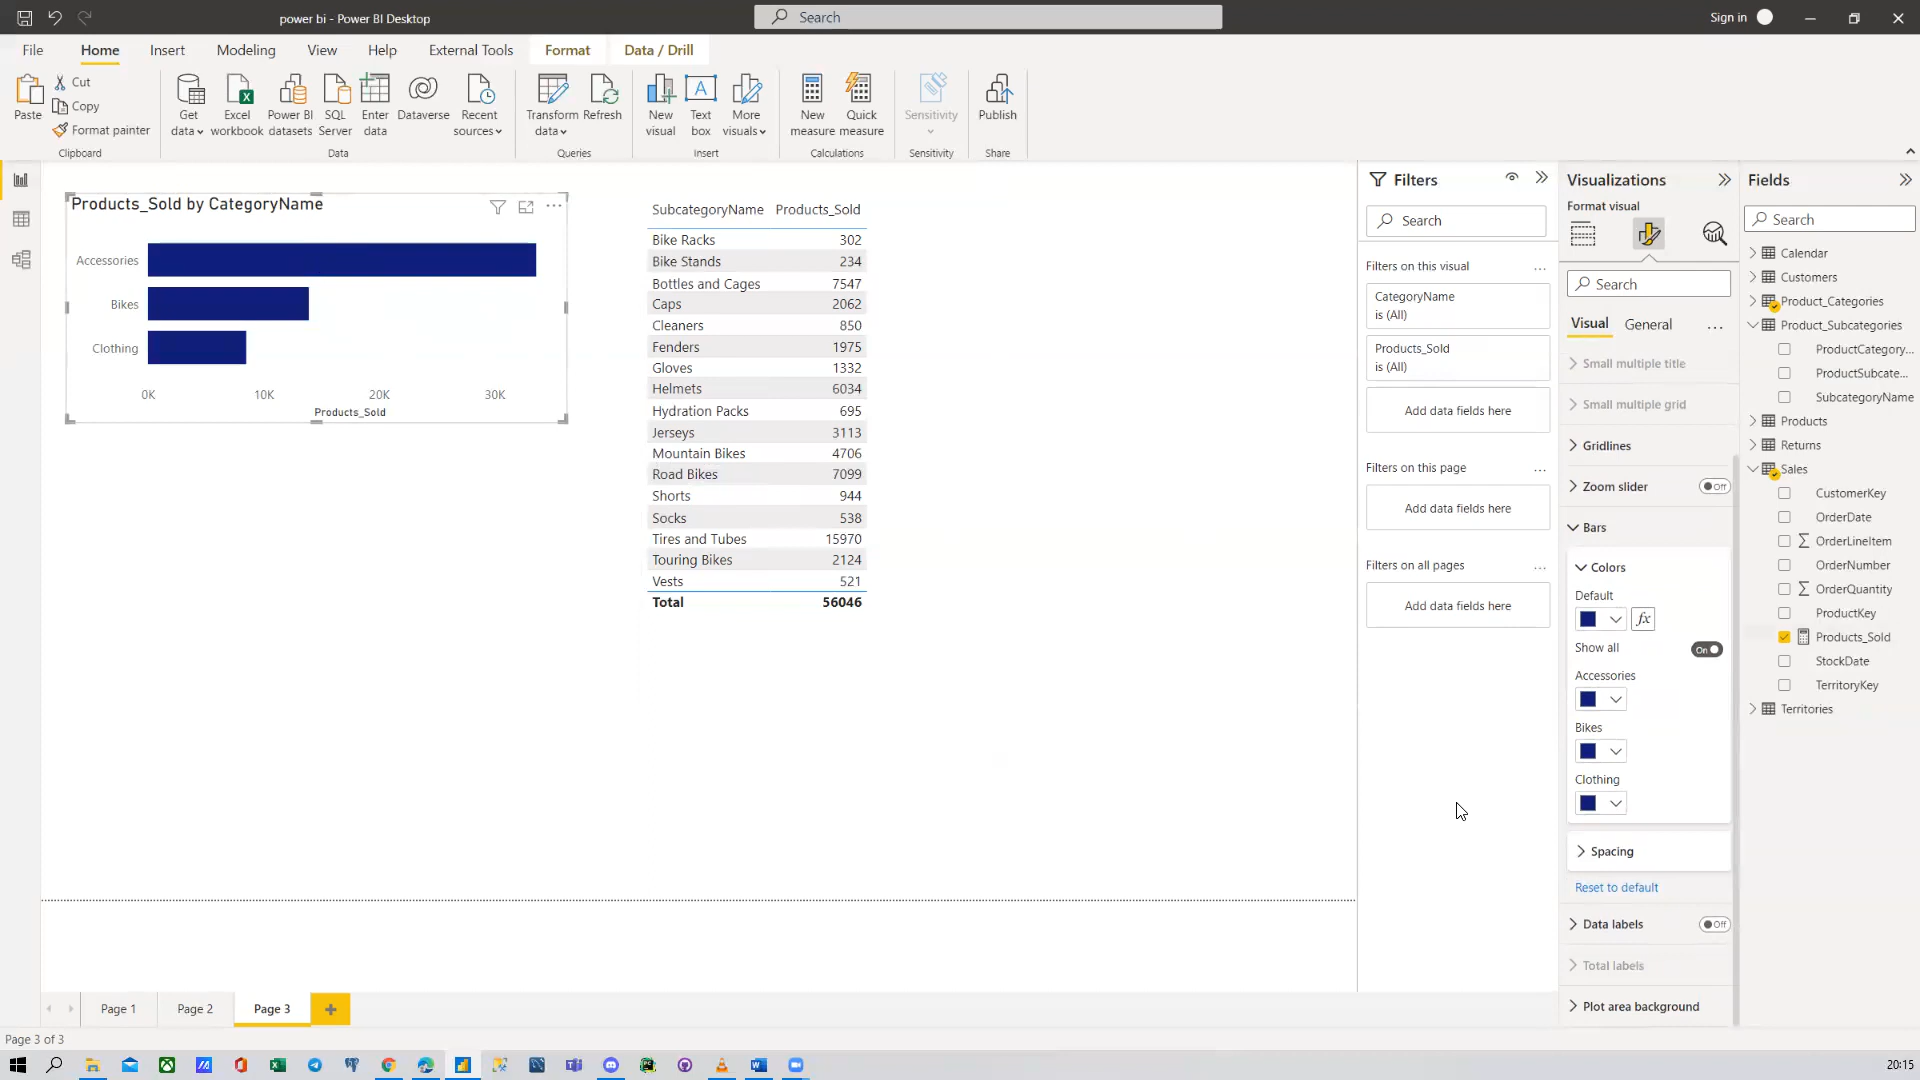 power bi - Power BI Desktop
Search
Sign in
File
Home
Insert
Modeling
View
Help
External Tools
Format
Data / Drill
Paste
Cut
Copy
Format painter
Clipboard
Get data
Excel workbook
Power BI datasets
SQL Server
Enter data
Dataverse
Recent sources
Data
Transform data
Refresh
Queries
New visual
Text box
More visuals
Insert
New measure
Quick measure
Calculations
Sensitivity
Sensitivity
Publish
Share
Products_Sold by CategoryName
Accessories
Bikes
Clothing
0K 10K 20K 30K
Products_Sold
SubcategoryName Products_Sold
Bike Racks 302
Bike Stands 234
Bottles and Cages 7547
Caps 2062
Cleaners 850
Fenders 1975
Gloves 1332
Helmets 6034
Hydration Packs 695
Jerseys 3113
Mountain Bikes 4706
Road Bikes 7099
Shorts 944
Socks 538
Tires and Tubes 15970
Touring Bikes 2124
Vests 521
Total 56046
Filters
Search
Filters on this visual ...
CategoryName
is (All)
Products_Sold
is (All)
Add data fields here
Filters on this page ...
Add data fields here
Filters on all pages ...
Add data fields here
Visualizations
Format visual
Search
Visual General ...
Small multiple title
Small multiple grid
Gridlines
Zoom slider Off
Bars
Colors
Default
fx
Show all On
Accessories
Bikes
Clothing
Spacing
Reset to default
Data labels Off
Total labels
Plot area background
Fields
Search
Calendar
Customers
Product_Categories
Product_Subcategories
ProductCategory...
ProductSubcate...
SubcategoryName
Products
Returns
Sales
CustomerKey
OrderDate
OrderLineItem
OrderNumber
OrderQuantity
ProductKey
Products_Sold
StockDate
TerritoryKey
Territories
Page 1
Page 2
Page 3
Page 3 of 3
20:15